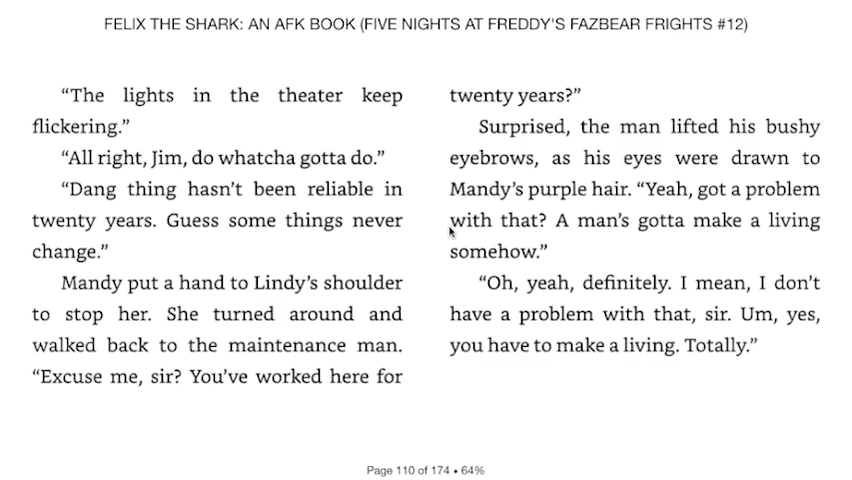 FELIX THE SHARK: AN AFK BOOK (FIVE NIGHTS AT FREDDY'S FAZBEAR FRIGHTS #12)
“The lights in the theater keep
flickering.”
“All right, Jim, do whatcha gotta do.”
“Dang thing hasn’t been reliable in
twenty years. Guess some things never
change.”
Mandy put a hand to Lindy’s shoulder
to stop her. She turned around and
walked back to the maintenance man.
“Excuse me, sir? You’ve worked here for
twenty years?”
Surprised, the man lifted his bushy
eyebrows, as his eyes were drawn to
Mandy’s purple hair. “Yeah, got a problem
with that? A man’s gotta make a living
somehow.”
“Oh, yeah, definitely. I mean, I don’t
have a problem with that, sir. Um, yes,
you have to make a living. Totally.”
Page 110 of 174 • 64%